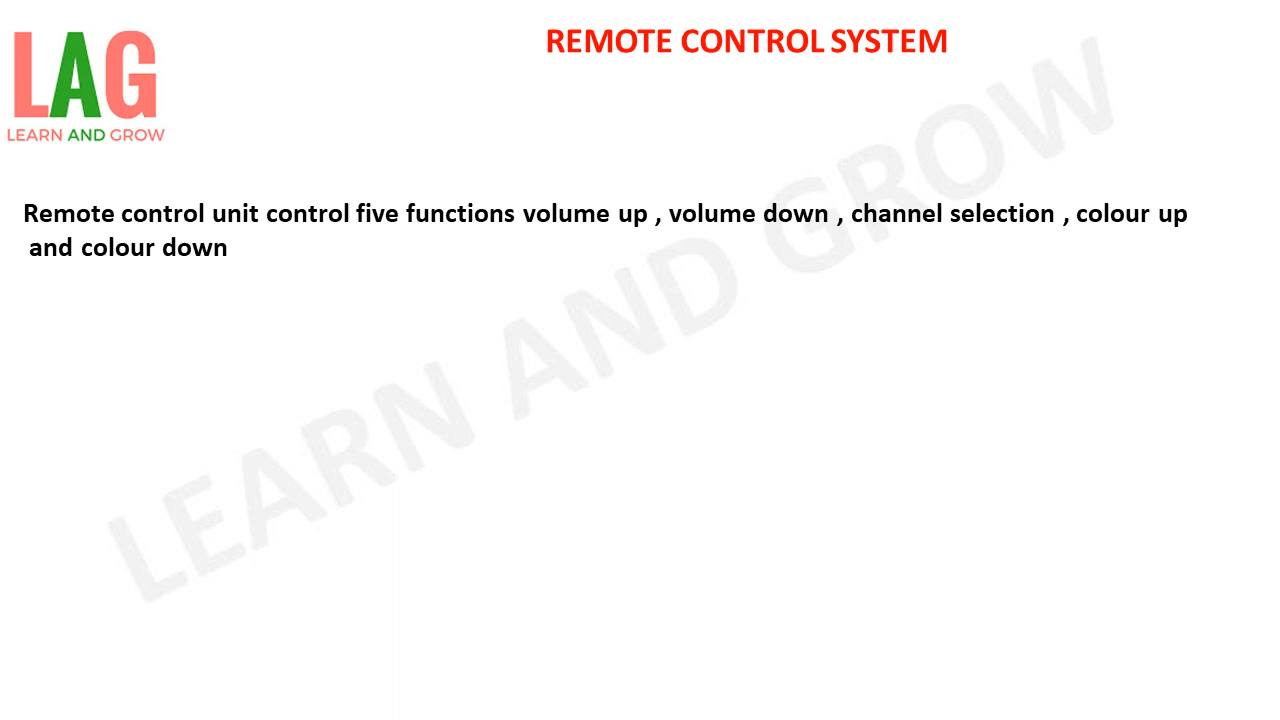 LAG
LEARN AND GROW
REMOTE CONTROL SYSTEM
Remote control unit control five functions volume up , volume down , channel selection , colour up
and colour down
LEARN AND GROW